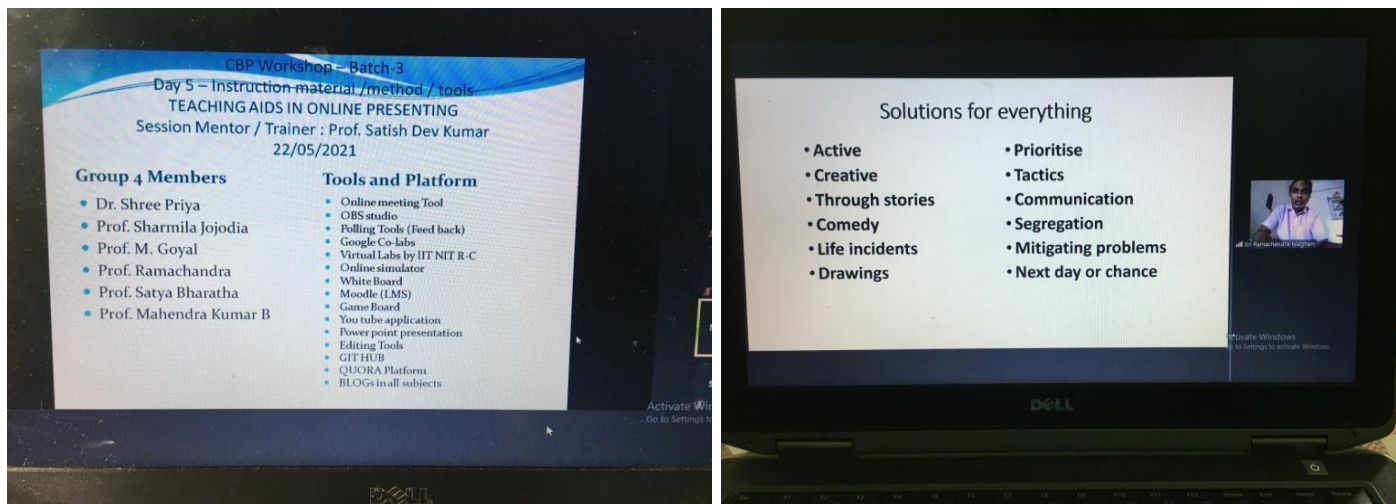 CBP Workshop – Batch-3
Day 5 – Instruction material /method / tools
TEACHING AIDS IN ONLINE PRESENTING
Session Mentor / Trainer : Prof. Satish Dev Kumar
22/05/2021
Group 4 Members
• Dr. Shree Priya
• Prof. Sharmila Jojodia
• Prof. M. Goyal
• Prof. Ramachandra
• Prof. Satya Bharatha
• Prof. Mahendra Kumar B
Tools and Platform
• Online meeting Tool
• OBS studio
• Polling Tools (Feed back)
• Google Co-labs
• Virtual Labs by IIT NIT R-C
• Online simulator
• White Board
• Moodle (LMS)
• Game Board
• You tube application
• Power point presentation
• Editing Tools
• GIT HUB
• QUORA Platform
• BLOGs in all subjects
Activate Wi
Go to Settings to
DELL
Solutions for everything
• Active
• Creative
• Through stories
• Comedy
• Life incidents
• Drawings
• Prioritise
• Tactics
• Communication
• Segregation
• Mitigating problems
• Next day or chance
Sri Ramachandra
Activate Windows
Go to Settings to activate Windows.
DELL